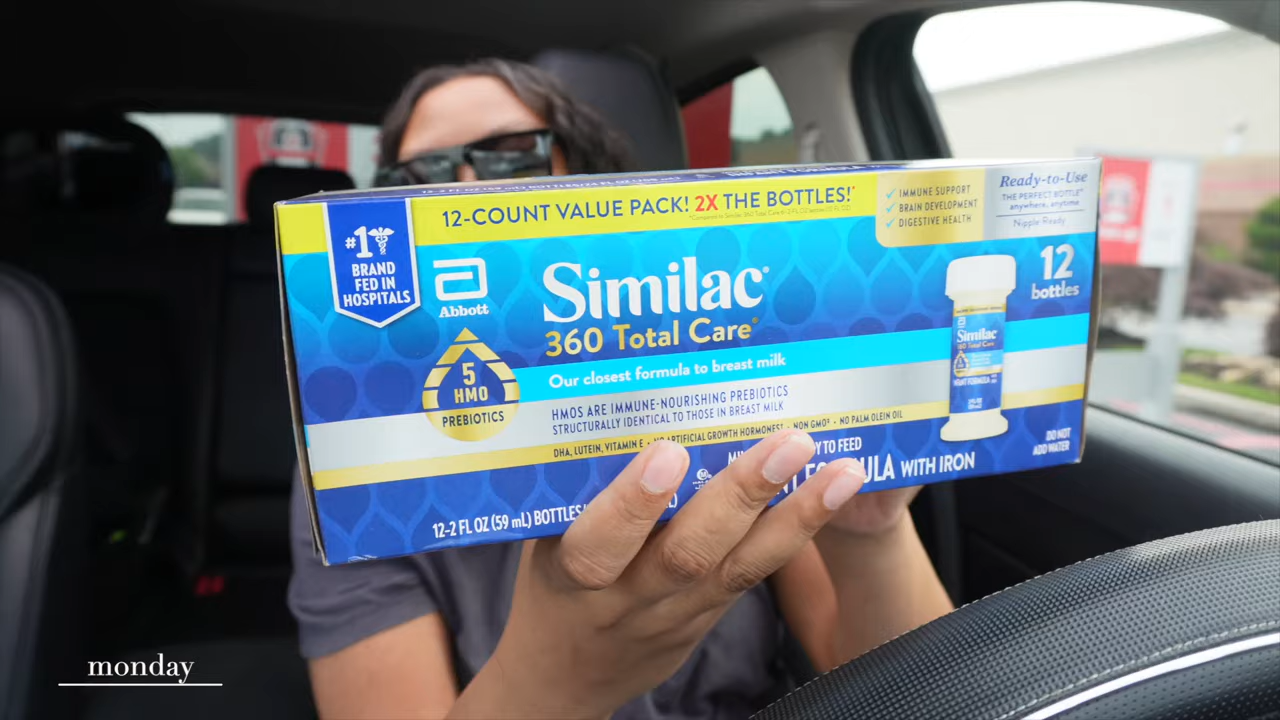 12-COUNT VALUE PACK! 2X THE BOTTLES!*
IMMUNE SUPPORT
BRAIN DEVELOPMENT
DIGESTIVE HEALTH
Ready-to-Use
THE PERFECT BOTTLE
anywhere, anytime
Nipple Ready
#1
BRAND
FED IN
HOSPITALS
Abbott
Similac®
360 Total Care®
12
bottles
5
HMO
PREBIOTICS
Our closest formula to breast milk
HMOS ARE IMMUNE-NOURISHING PREBIOTICS
STRUCTURALLY IDENTICAL TO THOSE IN BREAST MILK
DHA, LUTEIN, VITAMIN E • NO ARTIFICIAL GROWTH HORMONES • NON GMO • NO PALM OLEIN OIL
Similac
360 Total Care
DO NOT
ADD WATER
TO FEED
WITH IRON
12-2 FL OZ (59 mL) BOTTLES
monday